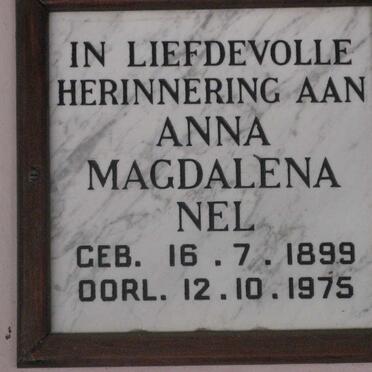 IN LIEFDEVOLLE
HERINNERING AAN
ANNA
MAGDALENA
NEL
GEB. 16 . 7 . 1899
OORL. 12 . 10 . 1975